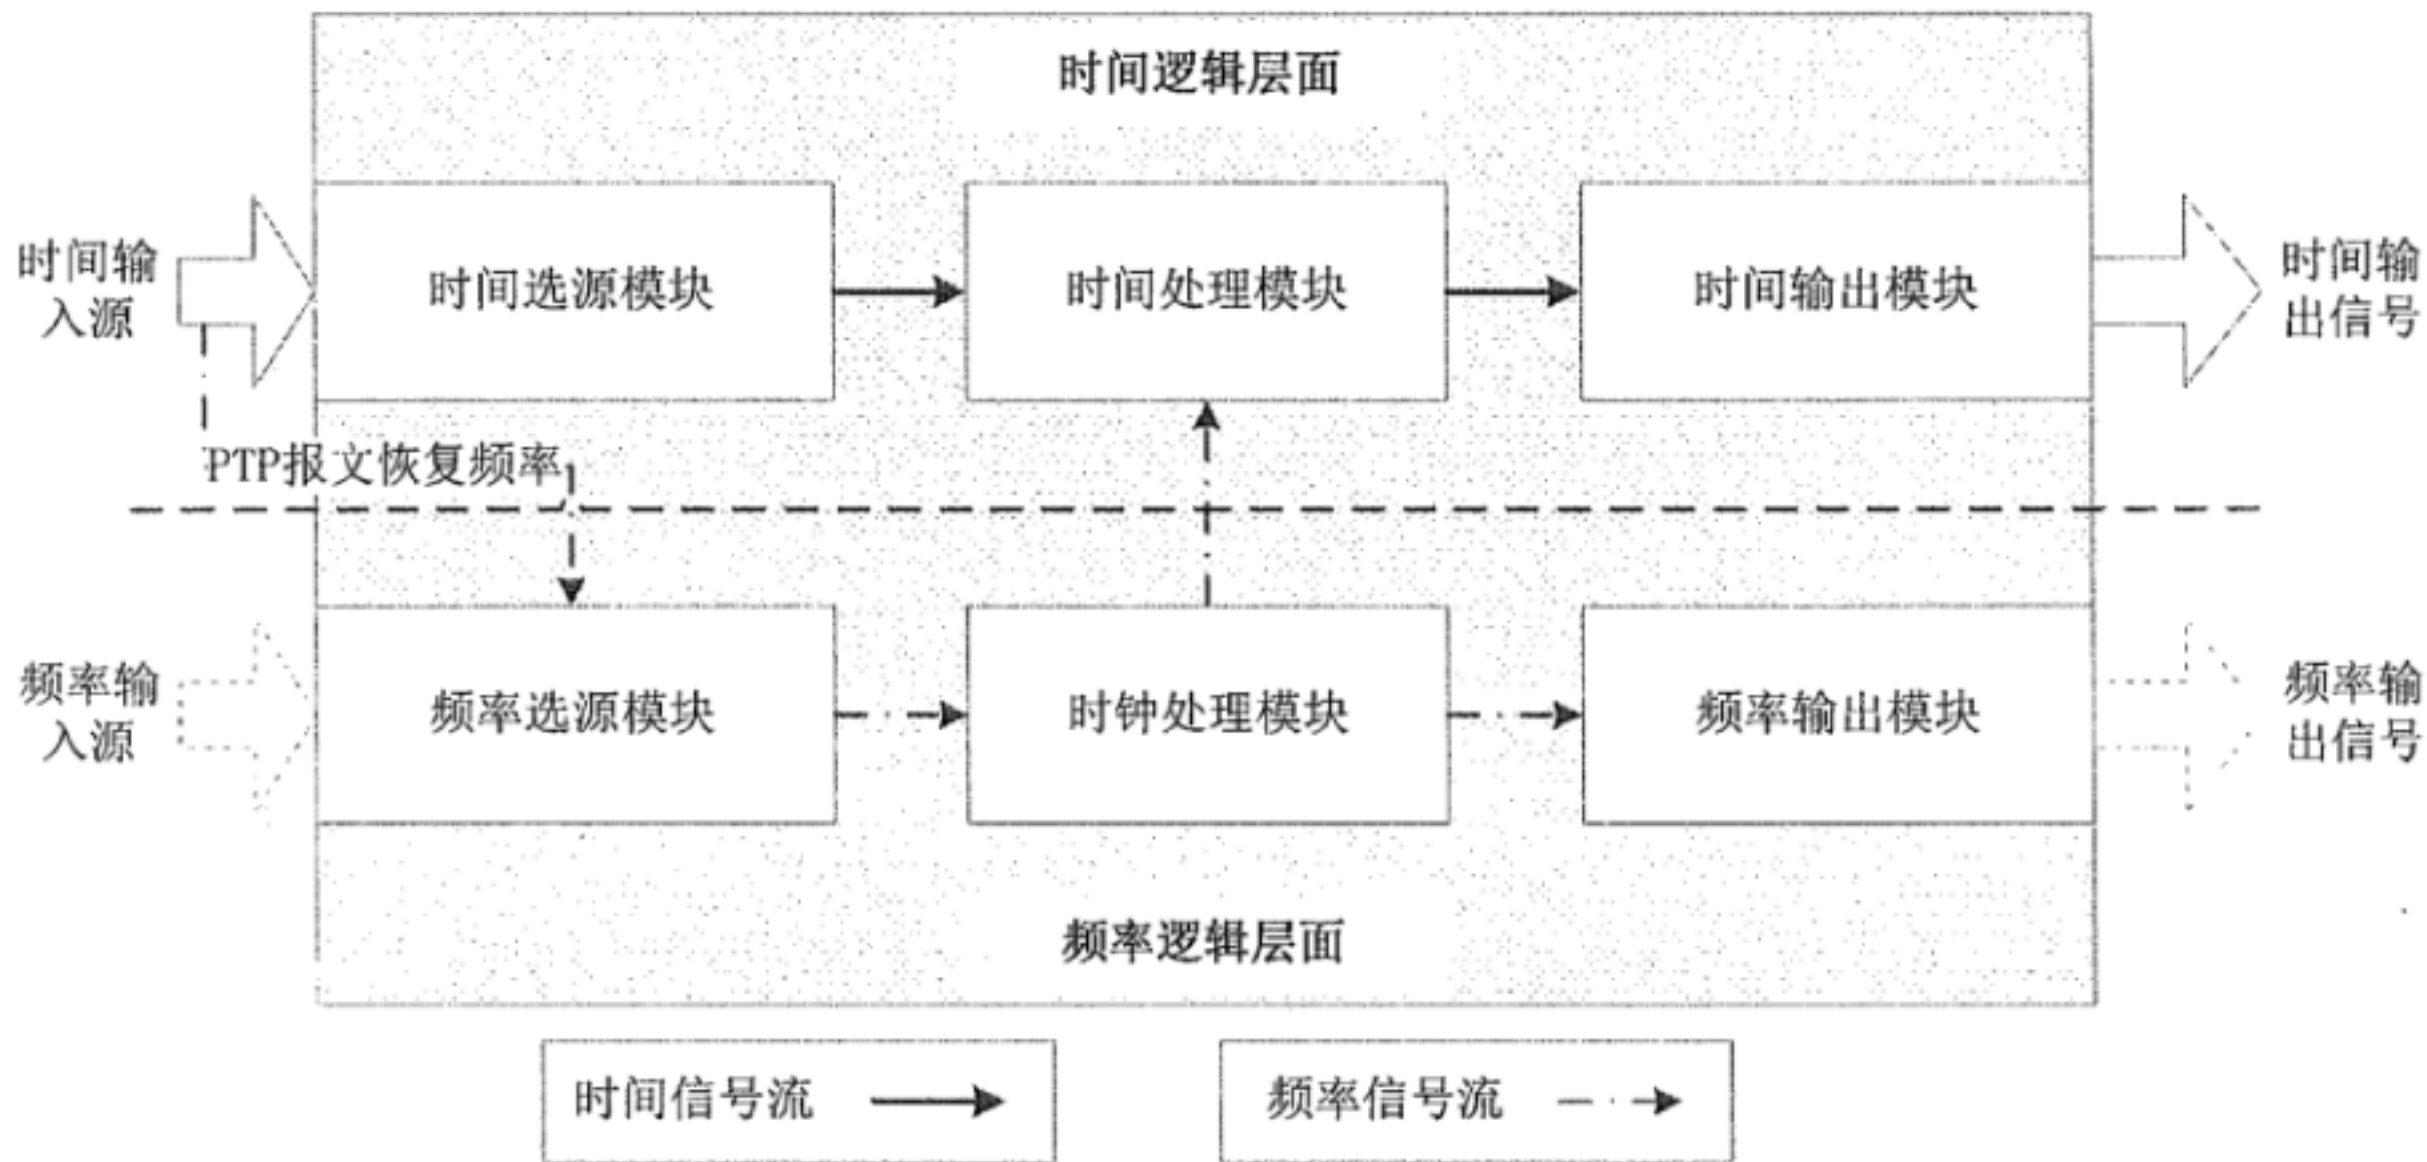 时间逻辑层面
时间输
入源
时间选源模块
时间处理模块
时间输出模块
时间输
出信号
PTP报文恢复频率
频率输
入源
频率选源模块
时钟处理模块
频率输出模块
频率输
出信号
频率逻辑层面
时间信号流
频率信号流